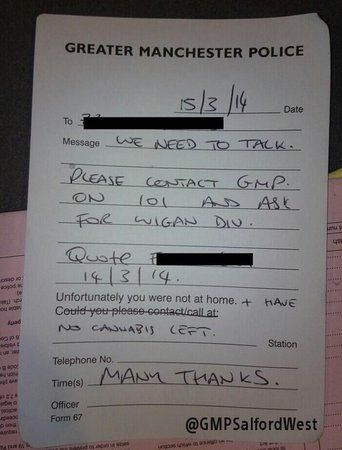 GREATER MANCHESTER POLICE
15/3/14 Date
To
Message WE NEED TO TALK.
PLEASE CONTACT GMP.
ON 101 AND ASK
FOR WIGAN DIV.
Quote
14/3/14.
Unfortunately you were not at home. + HAVE
Could you please contact/call at:
NO CANNABIS LEFT.
Station
Telephone No.
Time(s) MANY THANKS.
Officer
Form 67
@GMPSalfordWest